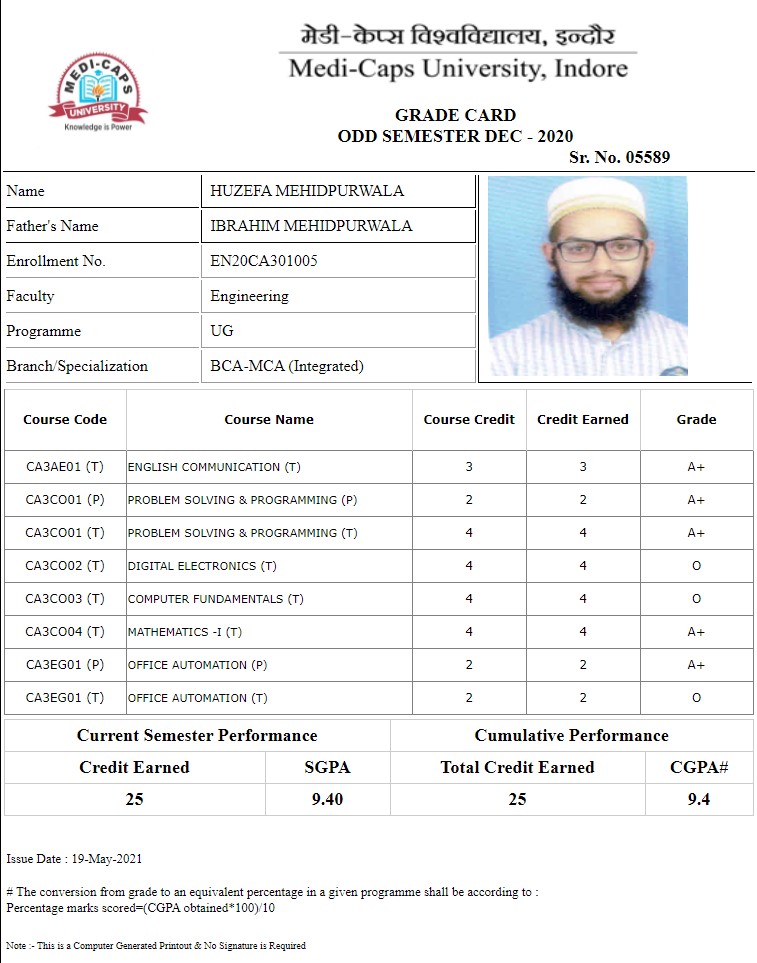 मेडी-केप्स विश्वविद्यालय, इन्दौर
Medi-Caps University, Indore
MEDI-CAPS
UNIVERSITY
Knowledge is Power
GRADE CARD
ODD SEMESTER DEC - 2020
Sr. No. 05589
Name HUZEFA MEHIDPURWALA
Father's Name IBRAHIM MEHIDPURWALA
Enrollment No. EN20CA301005
Faculty Engineering
Programme UG
Branch/Specialization BCA-MCA (Integrated)
Course Code Course Name Course Credit Credit Earned Grade
CA3AE01 (T) ENGLISH COMMUNICATION (T) 3 3 A+
CA3CO01 (P) PROBLEM SOLVING & PROGRAMMING (P) 2 2 A+
CA3CO01 (T) PROBLEM SOLVING & PROGRAMMING (T) 4 4 A+
CA3CO02 (T) DIGITAL ELECTRONICS (T) 4 4 O
CA3CO03 (T) COMPUTER FUNDAMENTALS (T) 4 4 O
CA3CO04 (T) MATHEMATICS -I (T) 4 4 A+
CA3EG01 (P) OFFICE AUTOMATION (P) 2 2 A+
CA3EG01 (T) OFFICE AUTOMATION (T) 2 2 O
Current Semester Performance Cumulative Performance
Credit Earned SGPA Total Credit Earned CGPA#
25 9.40 25 9.4
Issue Date : 19-May-2021
# The conversion from grade to an equivalent percentage in a given programme shall be according to :
Percentage marks scored=(CGPA obtained*100)/10
Note :- This is a Computer Generated Printout & No Signature is Required